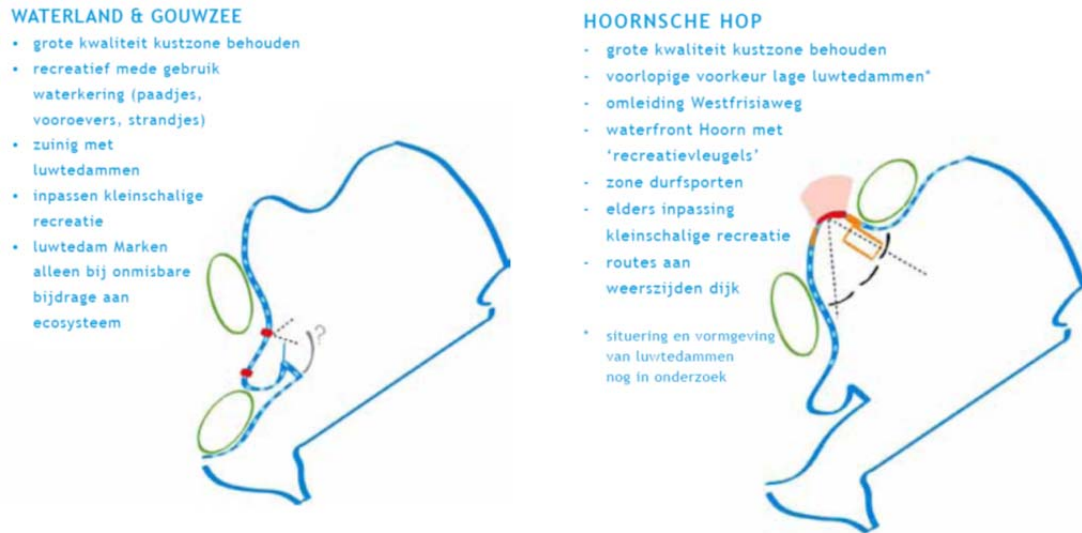 WATERLAND & GOUWZEE
• grote kwaliteit kustzone behouden
• recreatief mede gebruik
waterkering (paadjes,
vooroevers, strandjes)
• zuinig met
luwtedammen
• inpassen kleinschalige
recreatie
• luwtedam Marken
alleen bij onmisbare
bijdrage aan
ecosysteem
?
HOORNSCHE HOP
- grote kwaliteit kustzone behouden
- voorlopige voorkeur lage luwtedammen*
- omleiding Westfrisiaweg
- waterfront Hoorn met
‘recreatievleugels’
- zone durfsporten
- elders inpassing
kleinschalige recreatie
- routes aan
weerszijden dijk
* situering en vormgeving
van luwtedammen
nog in onderzoek